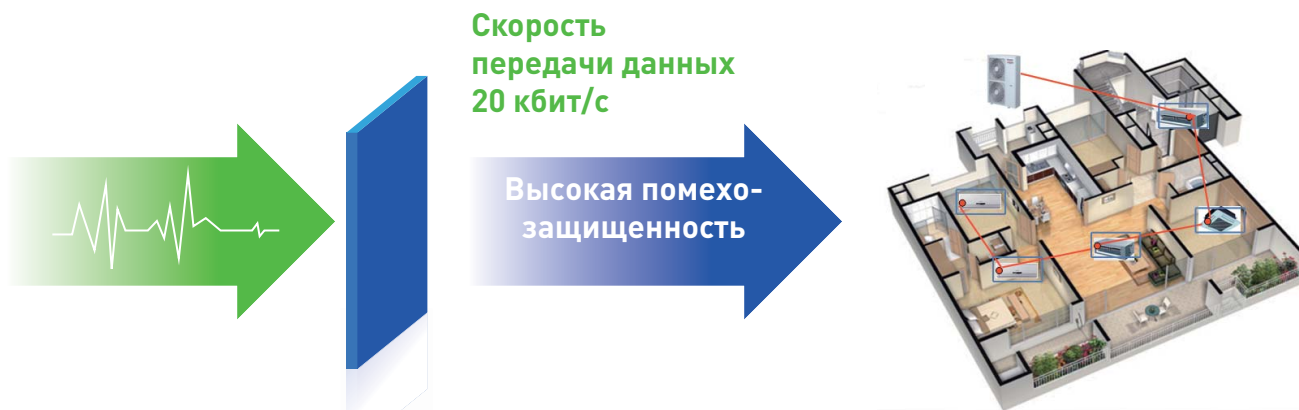 Скорость
передачи данных
20 кбит/с
Высокая помехо-
защищенность